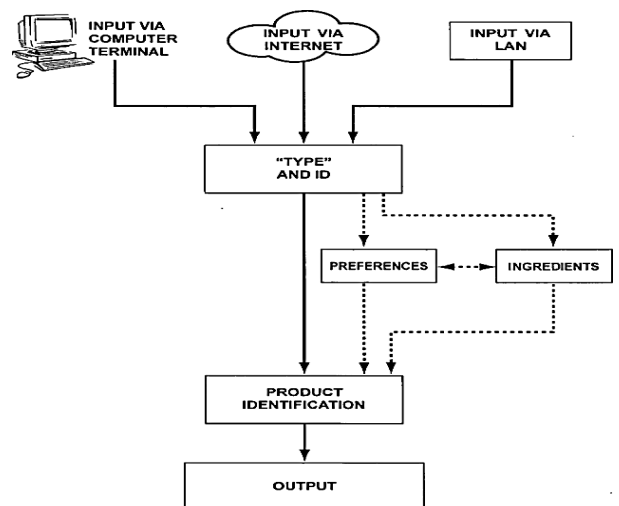 INPUT VIA
COMPUTER
TERMINAL
INPUT VIA
INTERNET
INPUT VIA
LAN
"TYPE"
AND ID
PREFERENCES
INGREDIENTS
PRODUCT
IDENTIFICATION
OUTPUT